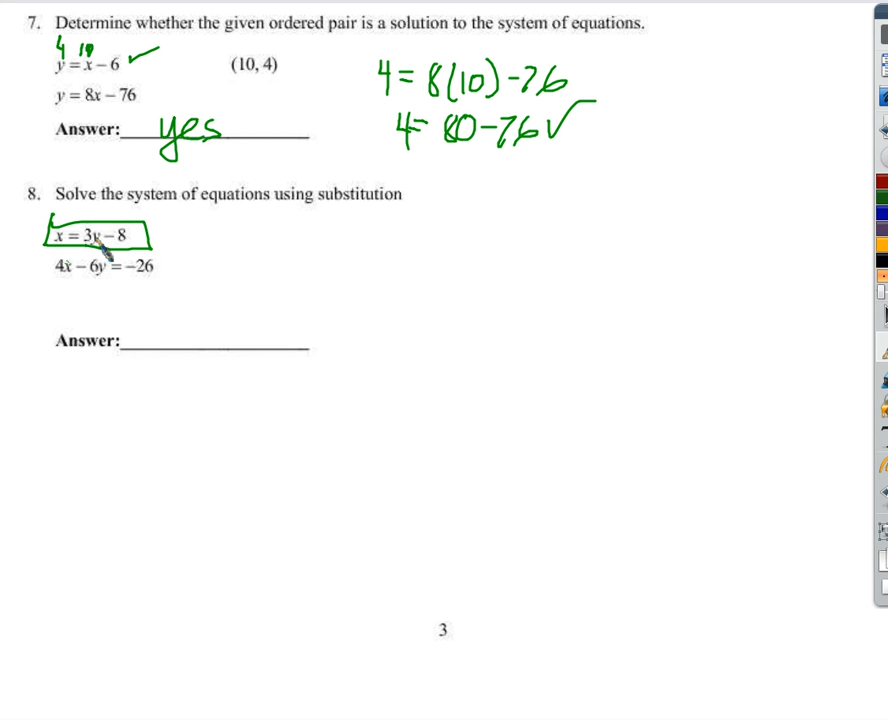 7. Determine whether the given ordered pair is a solution to the system of equations.
4 10
y = x – 6 (10, 4)
4 = 8(10) - 76
y = 8x – 76
4 = 80 - 76 √
Answer: yes
8. Solve the system of equations using substitution
x = 3y – 8
4x – 6y = –26
Answer:
3